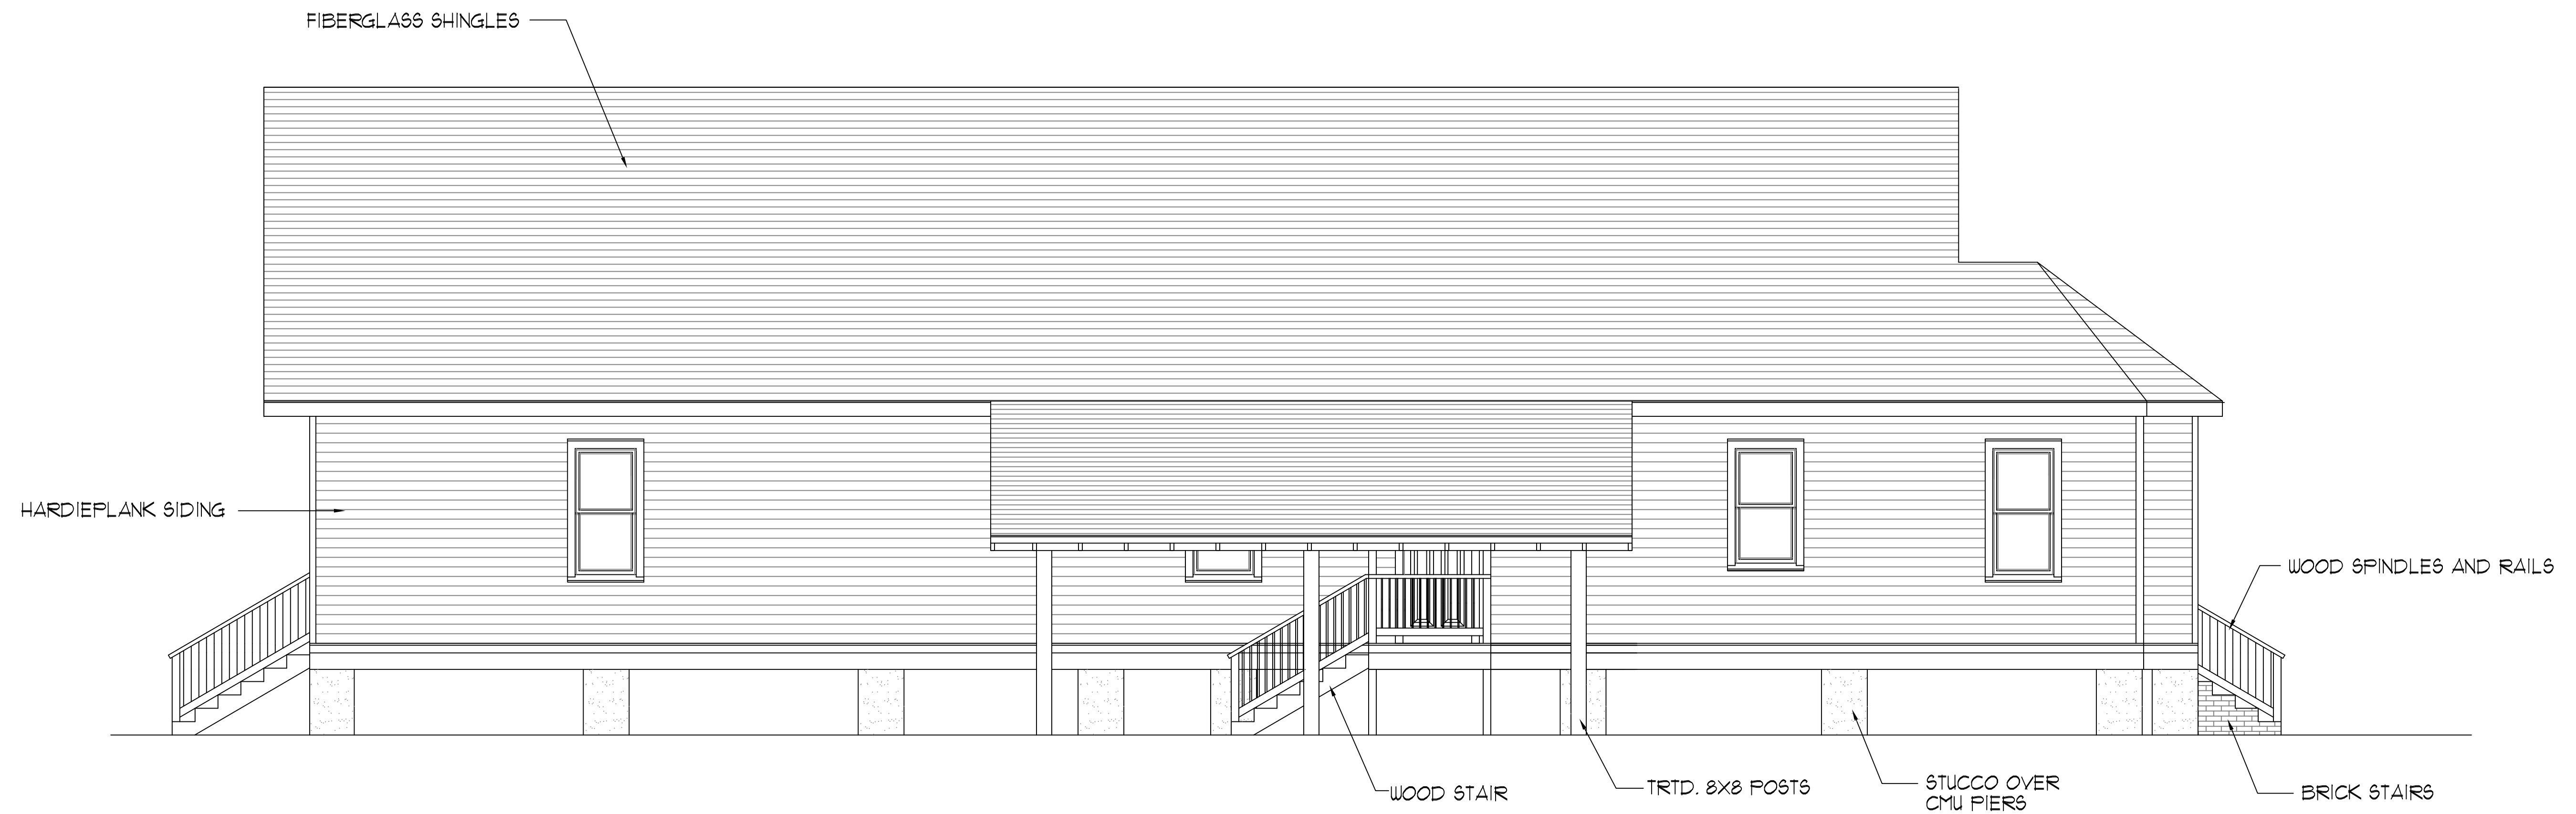 FIBERGLASS SHINGLES
HARDIEPLANK SIDING
WOOD SPINDLES AND RAILS
WOOD STAIR
TRTD. 8X8 POSTS
STUCCO OVER
CMU PIERS
BRICK STAIRS